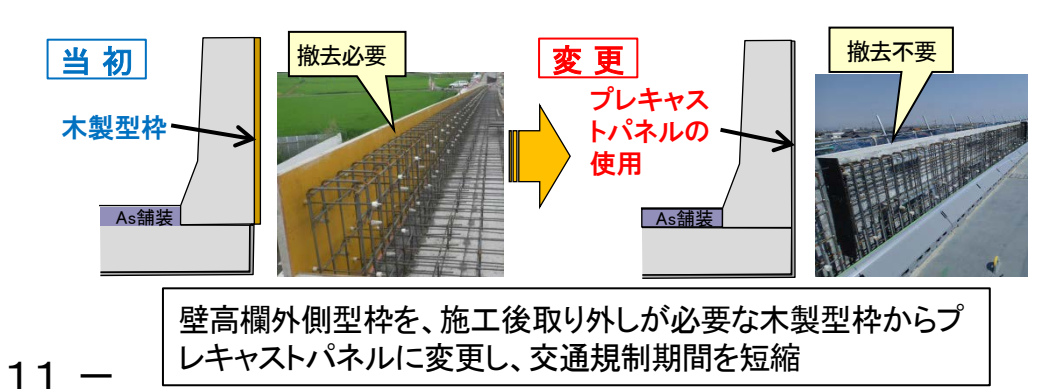 当 初
撤去必要
木製型枠
As舗装
変 更
撤去不要
プレキャス
トパネルの
使用
As舗装
壁高欄外側型枠を、施工後取り外しが必要な木製型枠からプ
レキャストパネルに変更し、交通規制期間を短縮
11 －